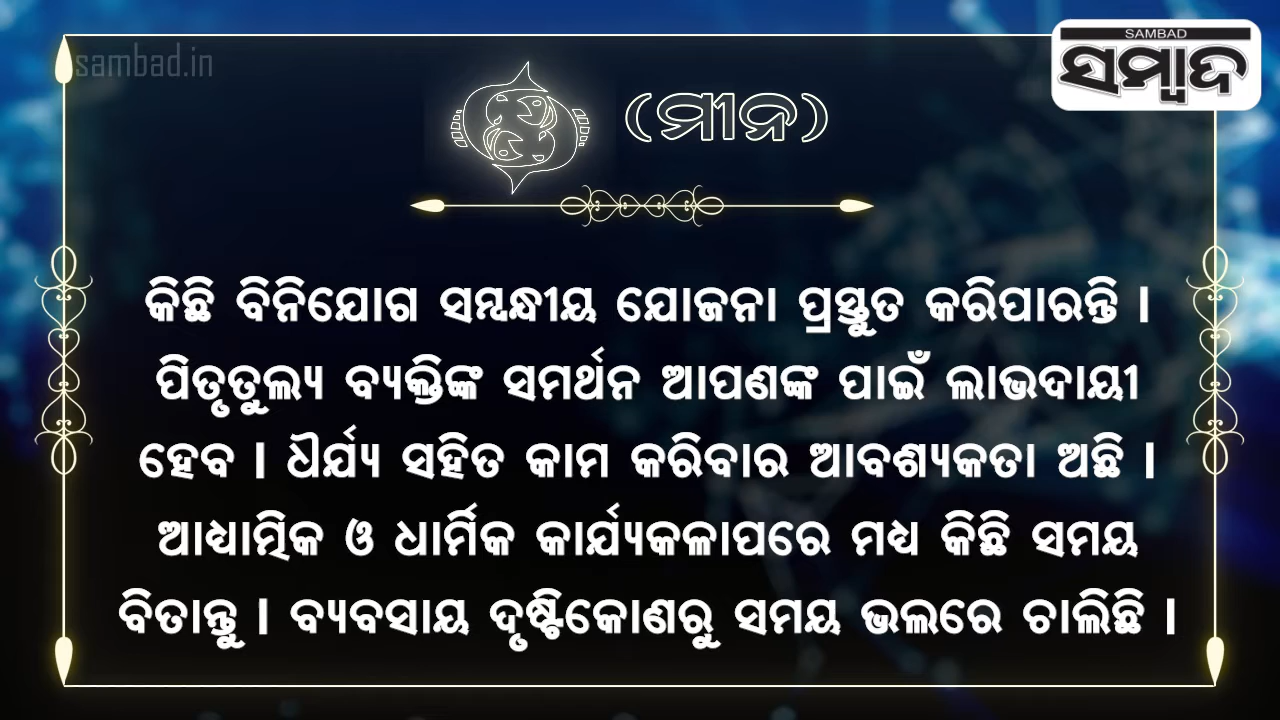 sambad.in
SAMBAD
ସମ୍ବାଦ
(ମୀନ)
କିଛି ବିନିଯୋଗ ସମ୍ବନ୍ଧୀୟ ଯୋଜନା ପ୍ରସ୍ତୁତ କରିପାରନ୍ତି ।
ପିତୃତୁଲ୍ୟ ବ୍ୟକ୍ତିଙ୍କ ସମର୍ଥନ ଆପଣଙ୍କ ପାଇଁ ଲାଭଦାୟୀ
ହେବ । ଧୈର୍ଯ୍ୟ ସହିତ କାମ କରିବାର ଆବଶ୍ୟକତା ଅଛି ।
ଆଧ୍ୟାତ୍ମିକ ଓ ଧାର୍ମିକ କାର୍ଯ୍ୟକଳାପରେ ମଧ୍ୟ କିଛି ସମୟ
ବିତାନ୍ତୁ । ବ୍ୟବସାୟ ଦୃଷ୍ଟିକୋଣରୁ ସମୟ ଭଲରେ ଚାଲିଛି ।